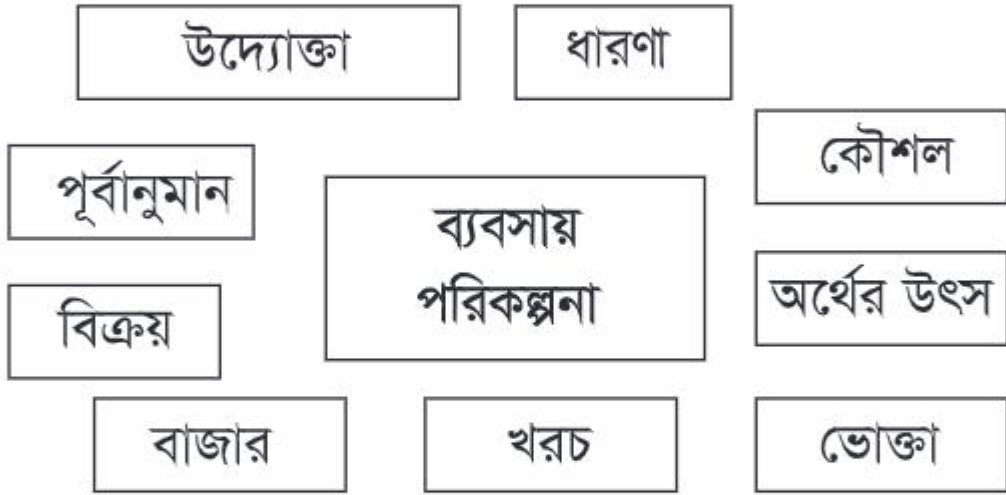 উদ্যোক্তা
ধারণা
কৌশল
পূর্বানুমান
ব্যবসায়
পরিকল্পনা
অর্থের উৎস
বিক্রয়
বাজার
খরচ
ভোক্তা